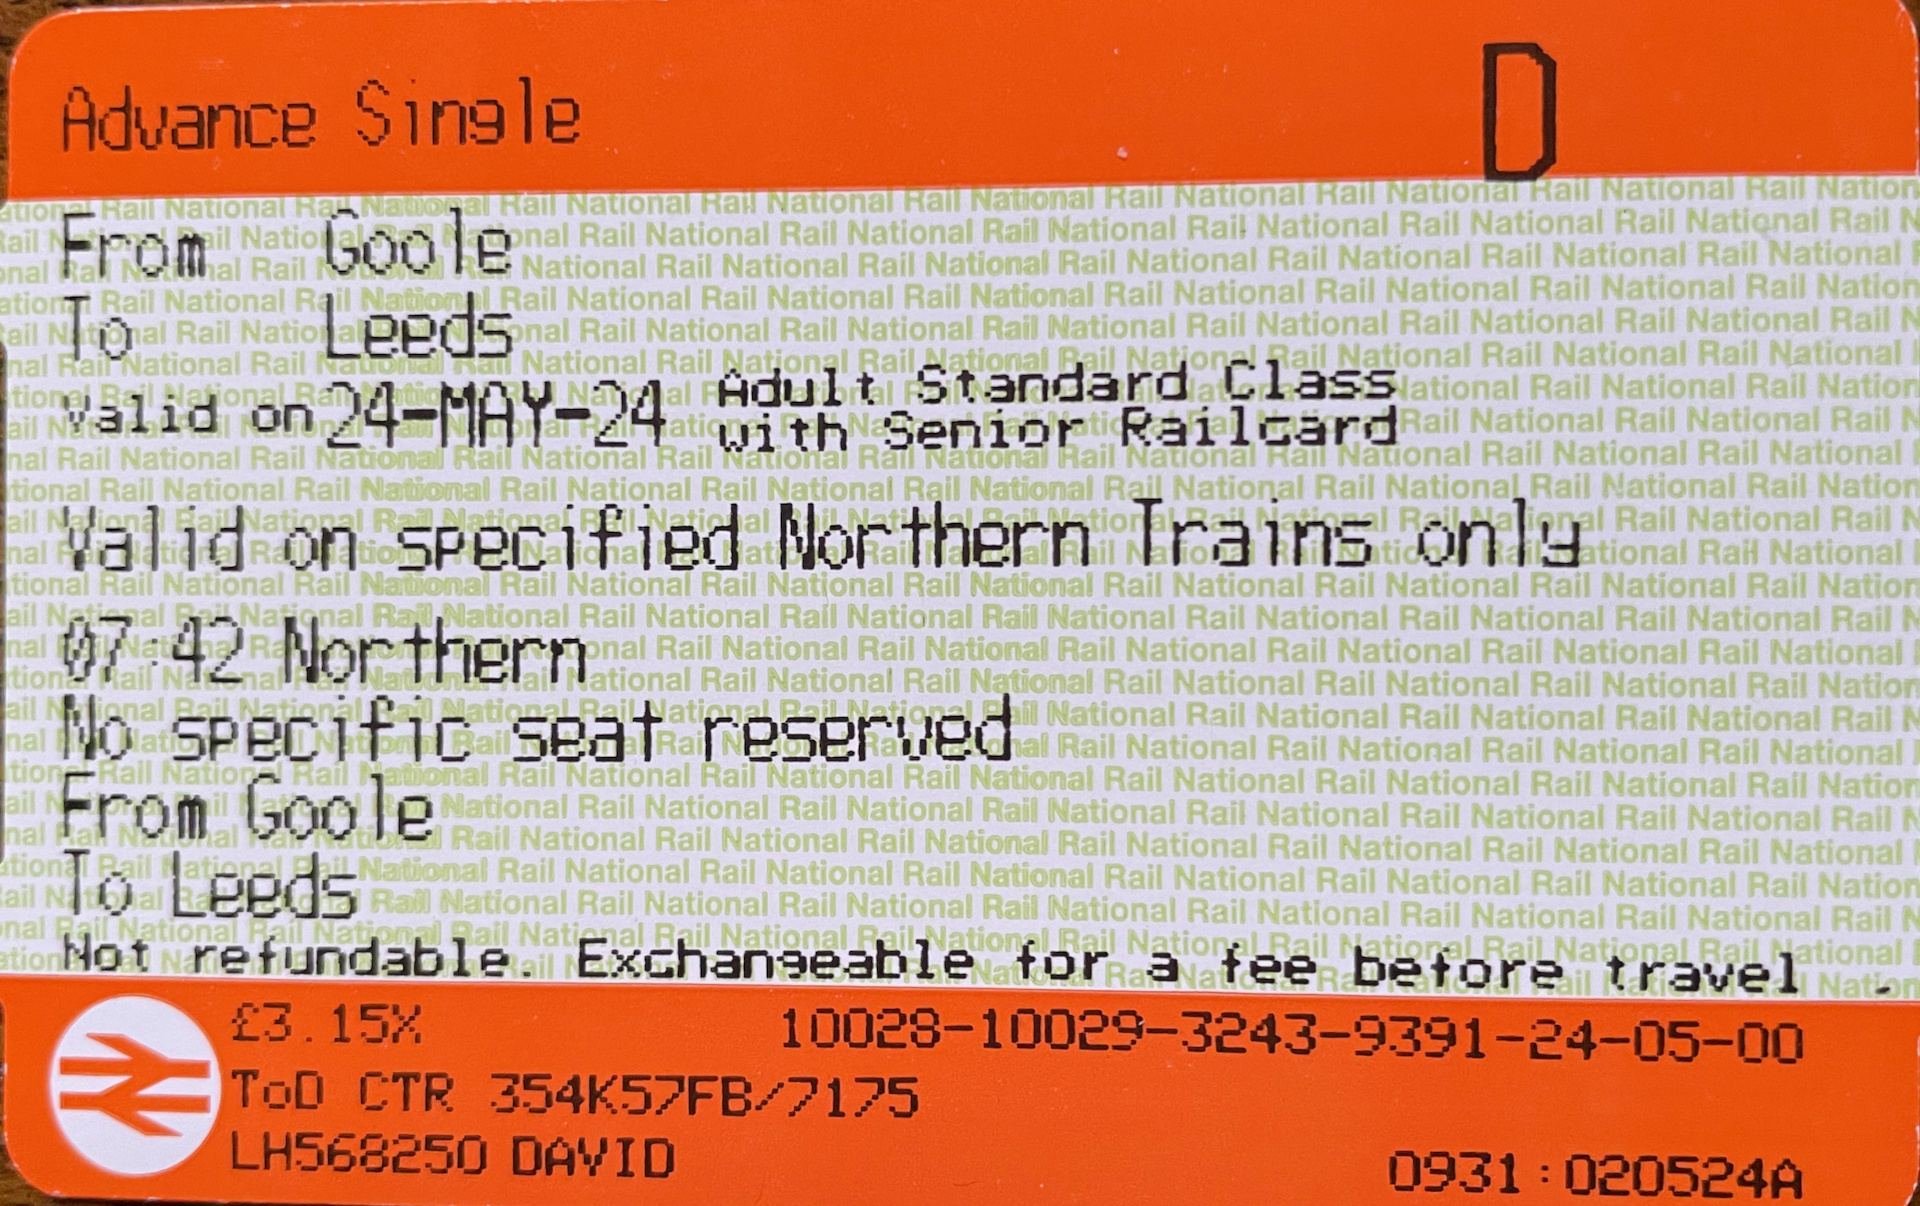 Advance Single D
From Goole
To Leeds
Valid on 24-MAY-24 Adult Standard Class
with Senior Railcard
Valid on specified Northern Trains only
07:42 Northern
No specific seat reserved
From Goole
To Leeds
Not refundable. Exchangeable for a fee before travel .
£3.15X 10028-10029-3243-9391-24-05-00
ToD CTR 354K57FB/7175
LH568250 DAVID 0931:020524A